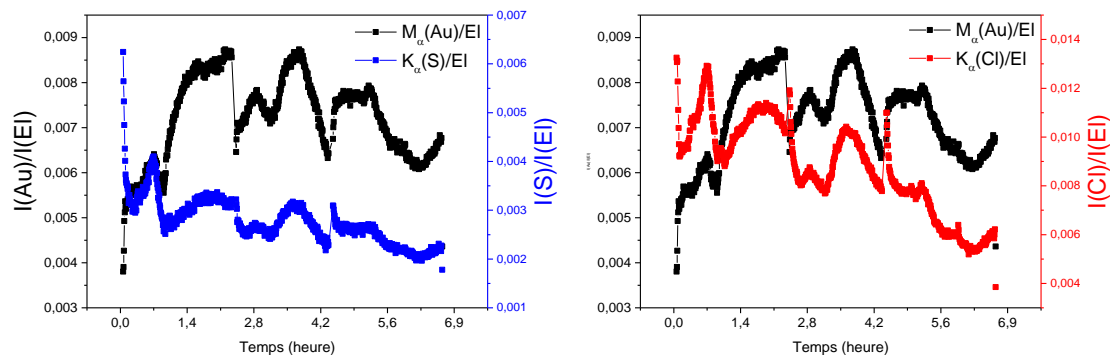 M_α(Au)/El
K_α(S)/El
I(Au)/I(El)
I(S)/I(El)
0,009
0,008
0,007
0,006
0,005
0,004
0,003
0,007
0,006
0,005
0,004
0,003
0,002
0,001
0,0 1,4 2,8 4,2 5,6 6,9
Temps (heure)
M_α(Au)/El
K_α(Cl)/El
I(Cl)/I(El)
0,009
0,008
0,007
0,006
0,005
0,004
0,003
0,014
0,012
0,010
0,008
0,006
0,004
0,0 1,4 2,8 4,2 5,6 6,9
Temps (heure)